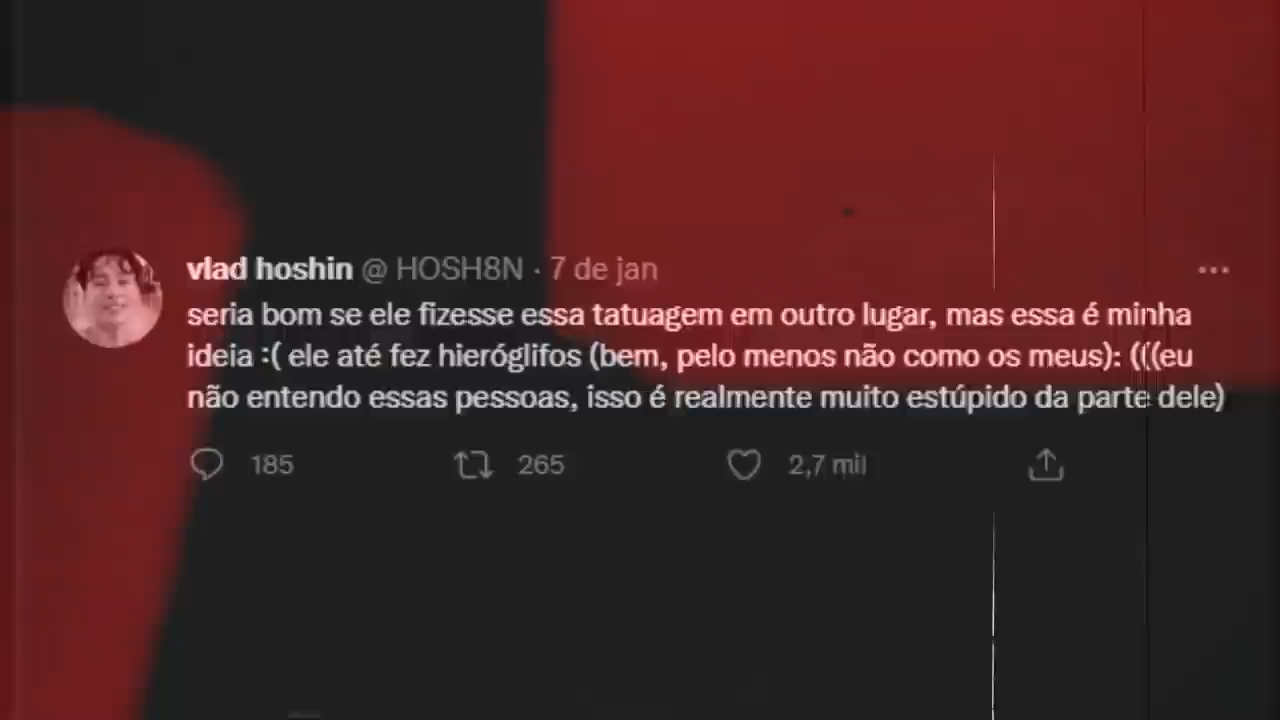 vlad hoshin @ HOSH8N · 7 de jan
seria bom se ele fizesse essa tatuagem em outro lugar, mas essa é minha
ideia :( ele até fez hieróglifos (bem, pelo menos não como os meus): (((eu
não entendo essas pessoas, isso é realmente muito estúpido da parte dele)
185 265 2,7 mil